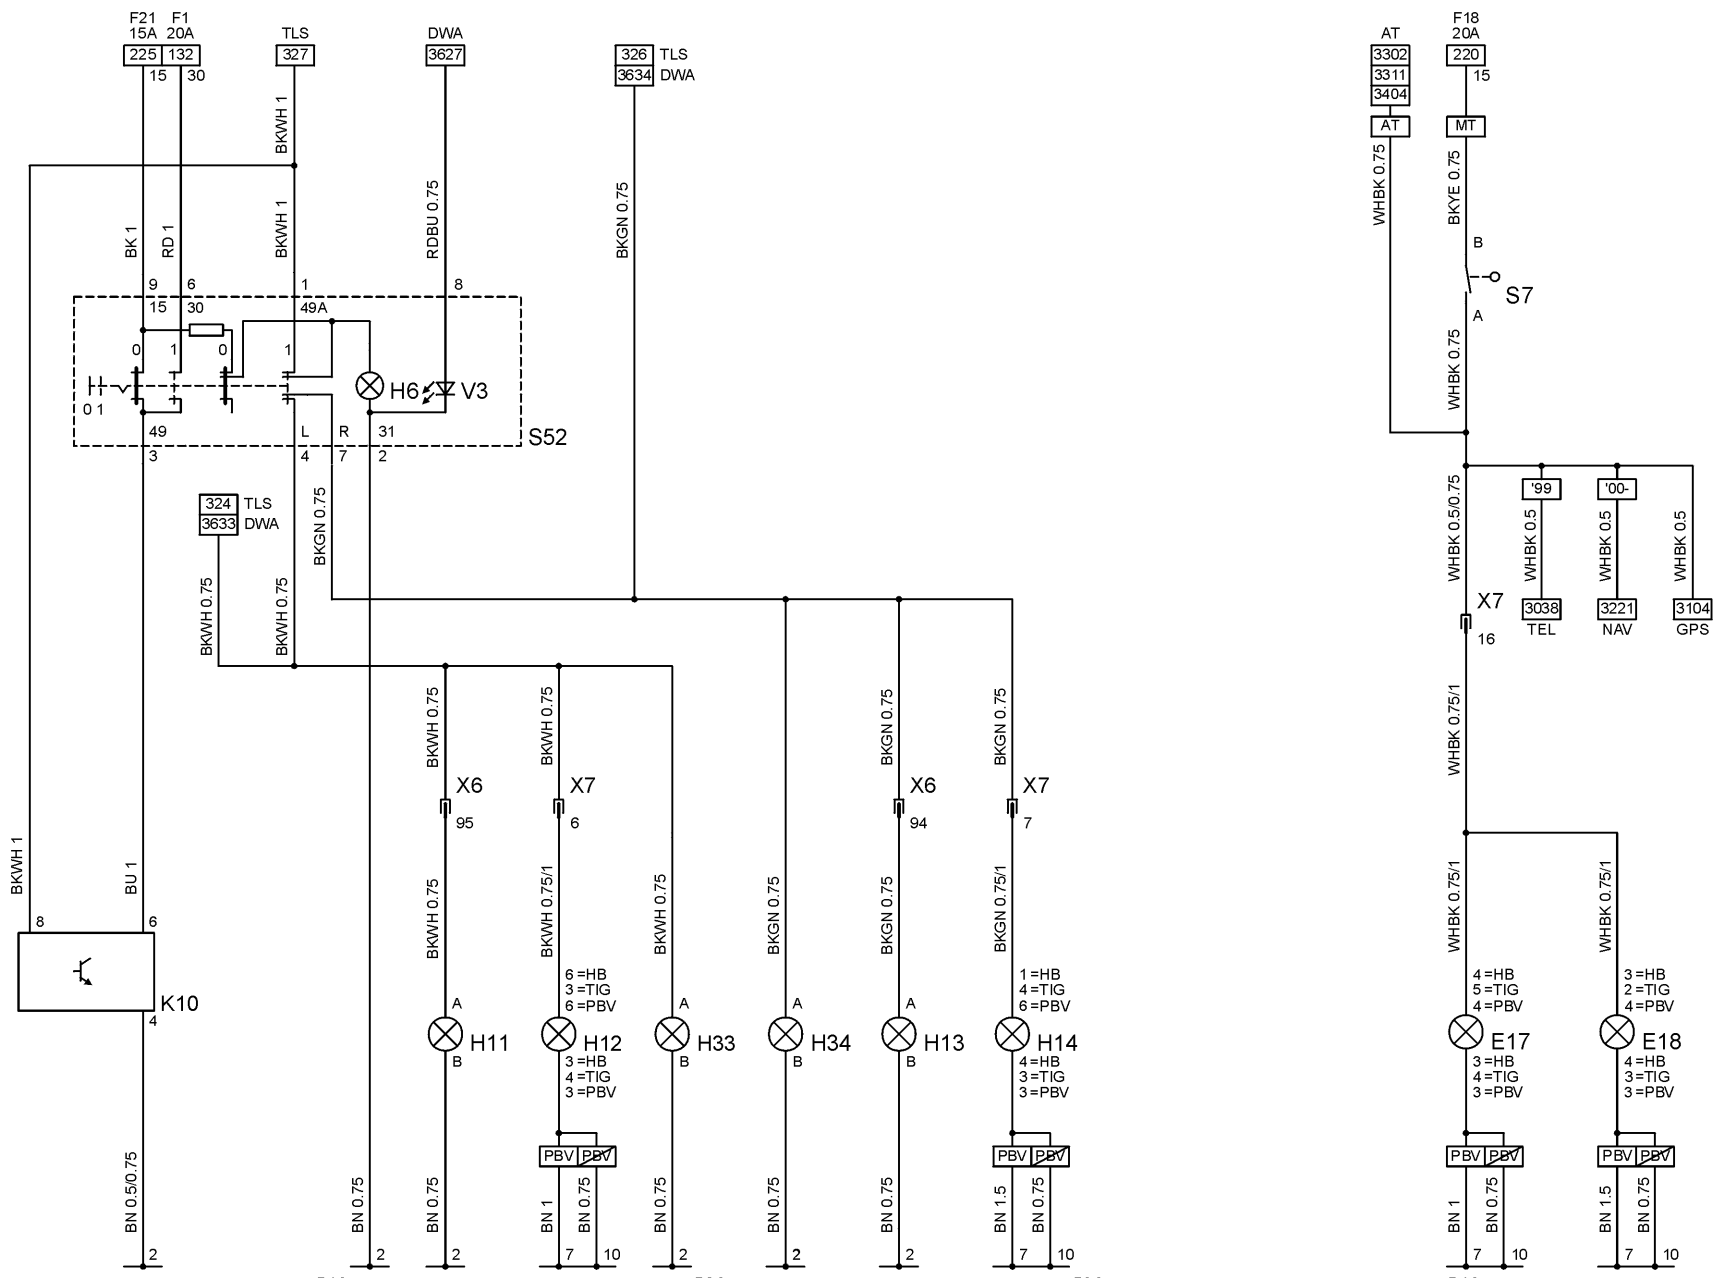 F21 F1
15A 20A TLS DWA
225 132 327 3627 326 TLS
15 30 3634 DWA
F18
AT 20A
3302 220
3311 15
3404
AT MT
BKWH 1
WHBK 0.75 BKYE 0.75
BK 1 RD 1 BKWH 1 RDBU 0.75 BKGN 0.75
B
S7
A
9 6 1 8
15 30 49A
0 1 0 1
H6 V3
0 1
49 L R 31
S52
3 4 7 2
WHBK 0.75
324 TLS
3633 DWA
BKGN 0.75
'99 '00-
WHBK 0.5/0.75 WHBK 0.5 WHBK 0.5 WHBK 0.5
BKWH 0.75 BKWH 0.75
X7 3038 3221 3104
16 TEL NAV GPS
BKWH 0.75 BKWH 0.75 BKGN 0.75 BKGN 0.75
WHBK 0.75/1
X6 X7 X6 X7
95 6 94 7
BKWH 1 BU 1 BKWH 0.75 BKWH 0.75/1 BKWH 0.75 BKGN 0.75 BKGN 0.75 BKGN 0.75/1 WHBK 0.75/1 WHBK 0.75/1
8 6
K10
4
6 =HB 1 =HB 4 =HB 3 =HB
3 =TIG 4 =TIG 5 =TIG 2 =TIG
A 6 =PBV A A 6 =PBV 4 =PBV 4 =PBV
H11 H12 H33 H34 H13 H14 E17 E18
B 3 =HB B B 4 =HB 3 =HB 4 =HB
4 =TIG 3 =TIG 4 =TIG 3 =TIG
3 =PBV 3 =PBV 3 =PBV 3 =PBV
PBV PBV PBV PBV PBV PBV PBV PBV
BN 0.5/0.75 BN 0.75 BN 0.75 BN 1 BN 0.75 BN 0.75 BN 0.75 BN 0.75 BN 1.5 BN 0.75 BN 1 BN 0.75 BN 1.5 BN 0.75
2 2 2 7 10 2 2 2 7 10 7 10 7 10